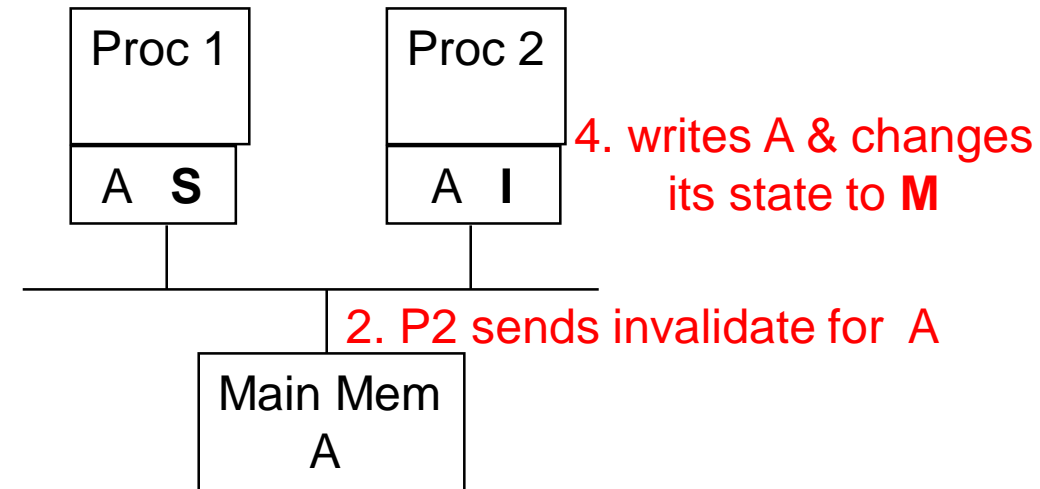 Proc 1
Proc 2
4. writes A & changes
its state to M
A S
A I
2. P2 sends invalidate for A
Main Mem
A